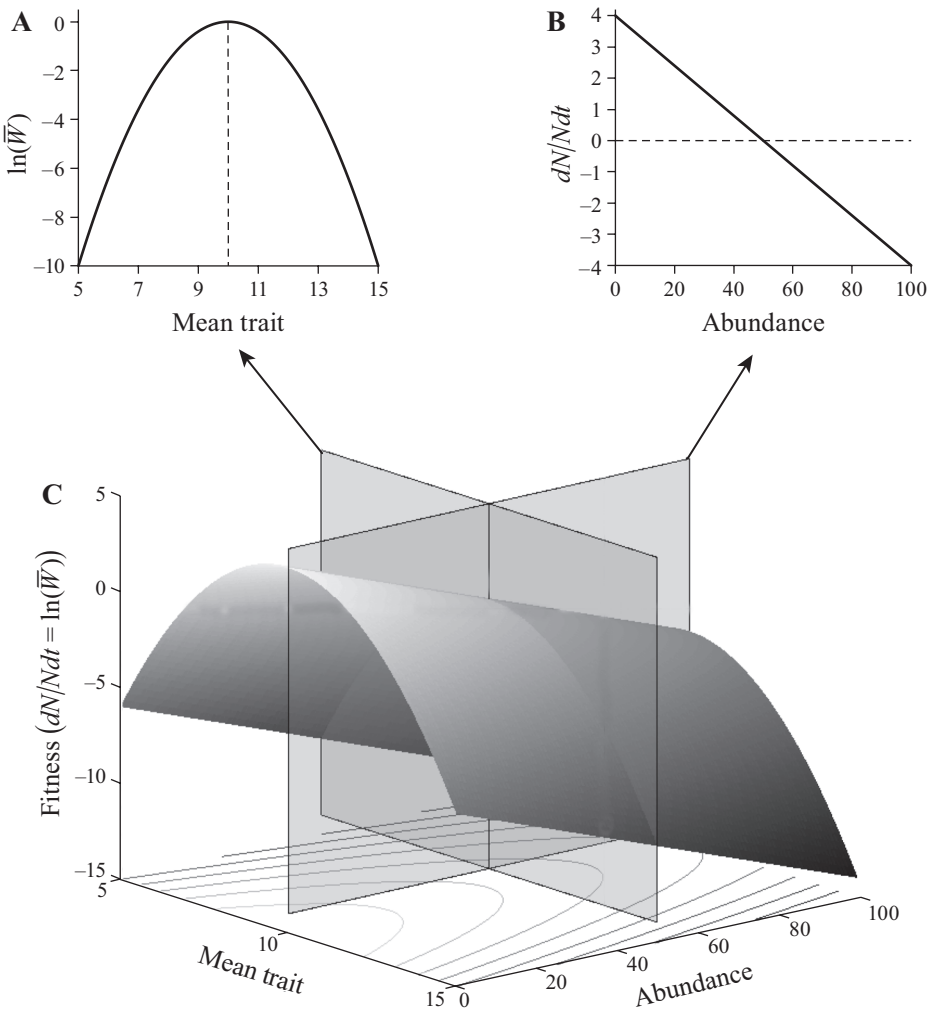 A
0
–2
–4
–6
–8
–10
ln(W̅)
5 7 9 11 13 15
Mean trait
B
4
3
2
1
0
–1
–2
–3
–4
dN/Ndt
0 20 40 60 80 100
Abundance
C
5
0
–5
–10
–15
Fitness (dN/Ndt = ln(W̅))
5
10
15
Mean trait
0
20
40
60
80
100
Abundance